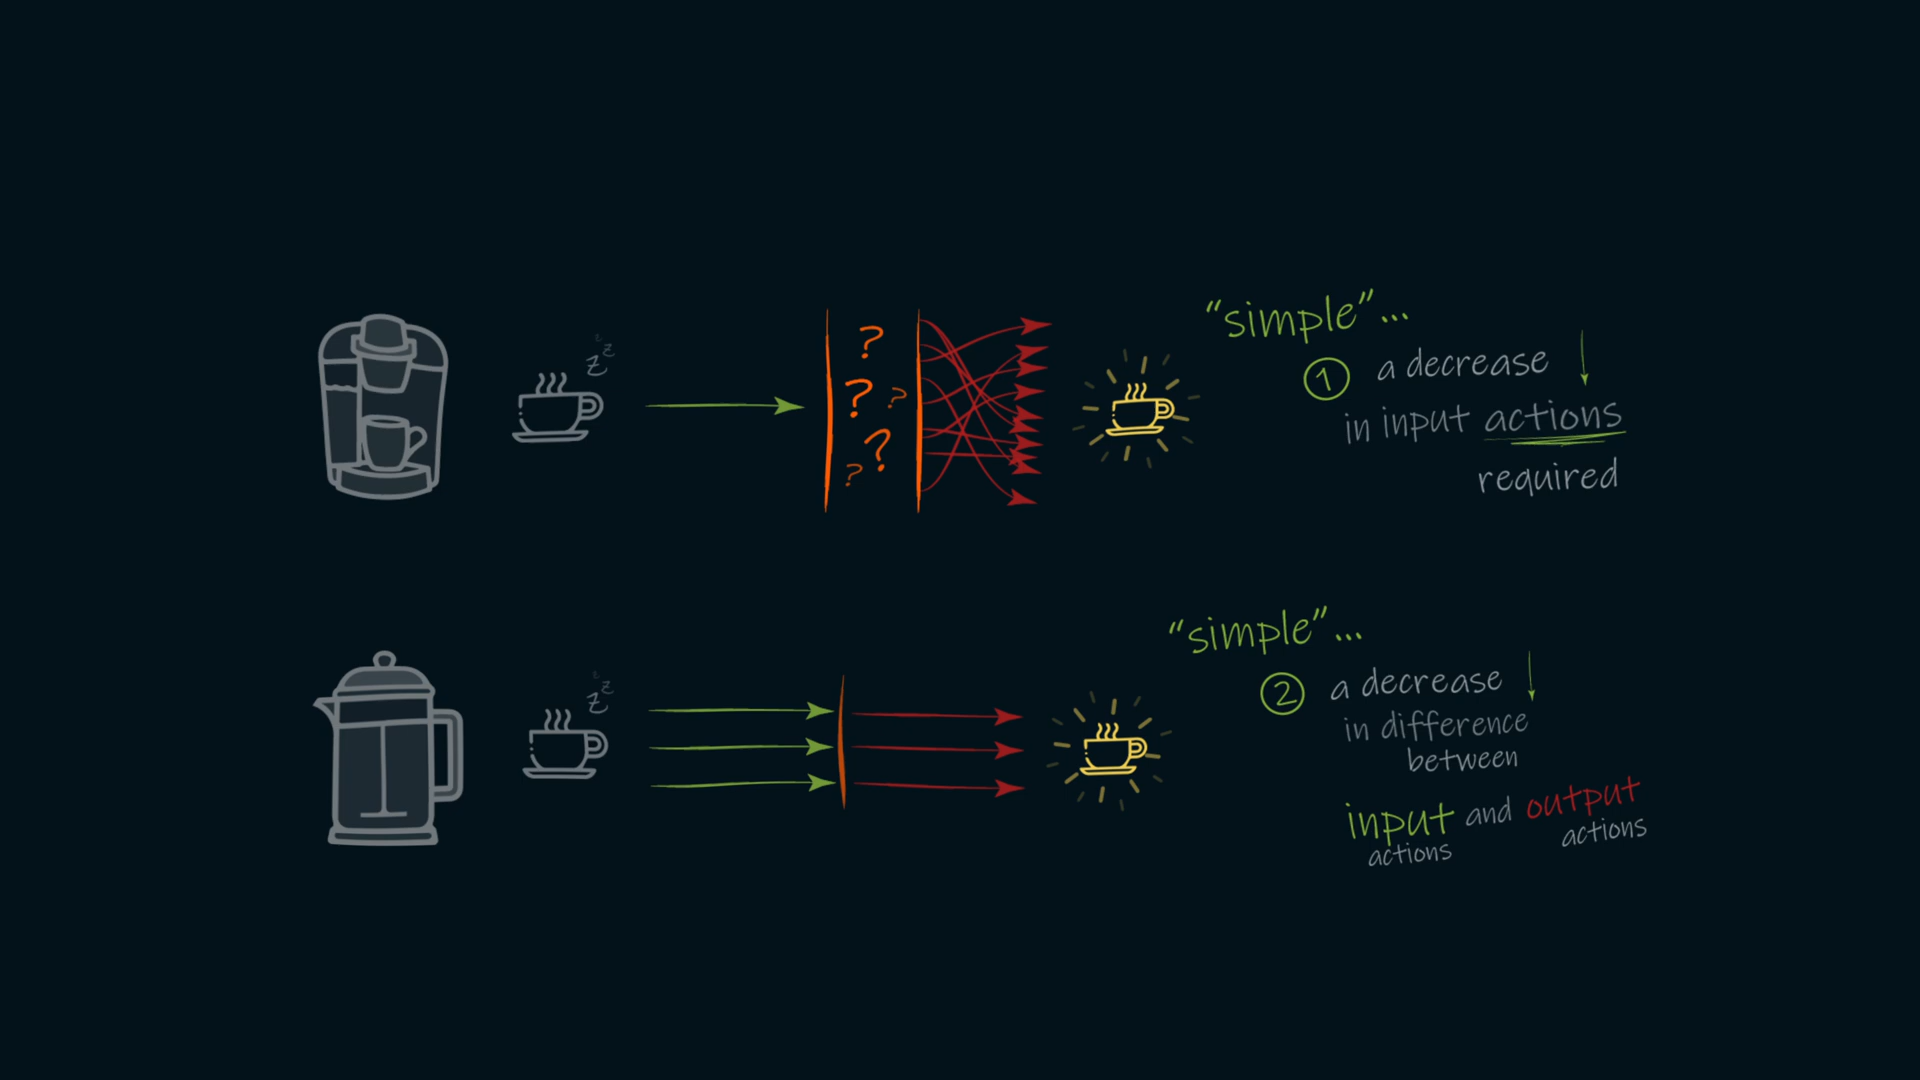 z z z
? ? ? ? ?
"simple"...
1 a decrease
in input actions
required
z z z
"simple"...
2 a decrease
in difference
between
input and output
actions actions